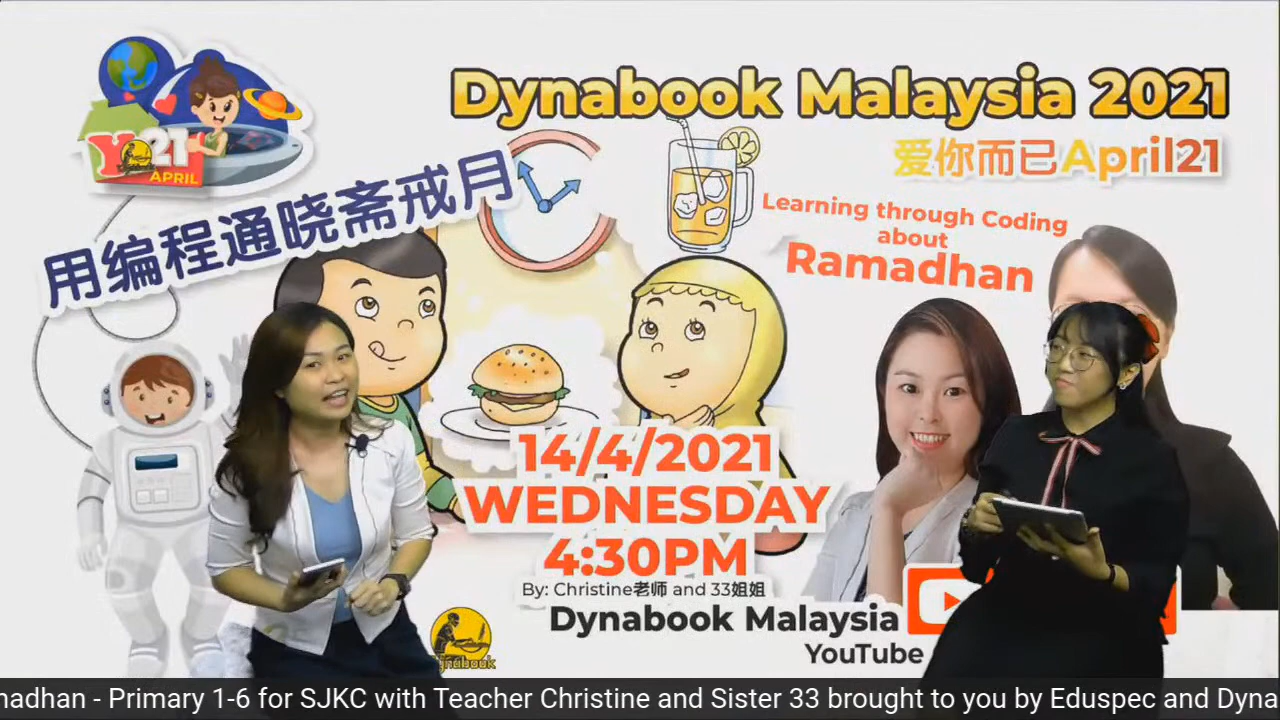 Dynabook Malaysia 2021
爱你而已April21
21
APRIL
用编程通晓斋戒月
Learning through Coding
about
Ramadhan
14/4/2021
WEDNESDAY
4:30PM
By: Christine老师 and 33姐姐
Dynabook Malaysia
YouTube
dynabook
madhan - Primary 1-6 for SJKC with Teacher Christine and Sister 33 brought to you by Eduspec and Dyna